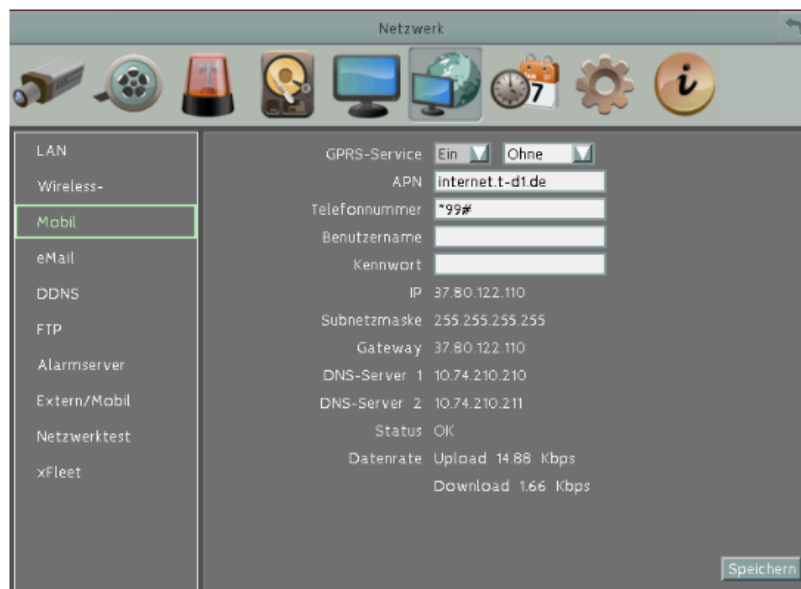 Netzwerk
7
i
LAN
Wireless-
Mobil
eMail
DDNS
FTP
Alarmserver
Extern/Mobil
Netzwerktest
xFleet
GPRS-Service Ein Ohne
APN internet.t-d1.de
Telefonnummer *99#
Benutzername
Kennwort
IP 37.80.122.110
Subnetzmaske 255.255.255.255
Gateway 37.80.122.110
DNS-Server 1 10.74.210.210
DNS-Server 2 10.74.210.211
Status OK
Datenrate Upload 14.88 Kbps
Download 1.66 Kbps
Speichern